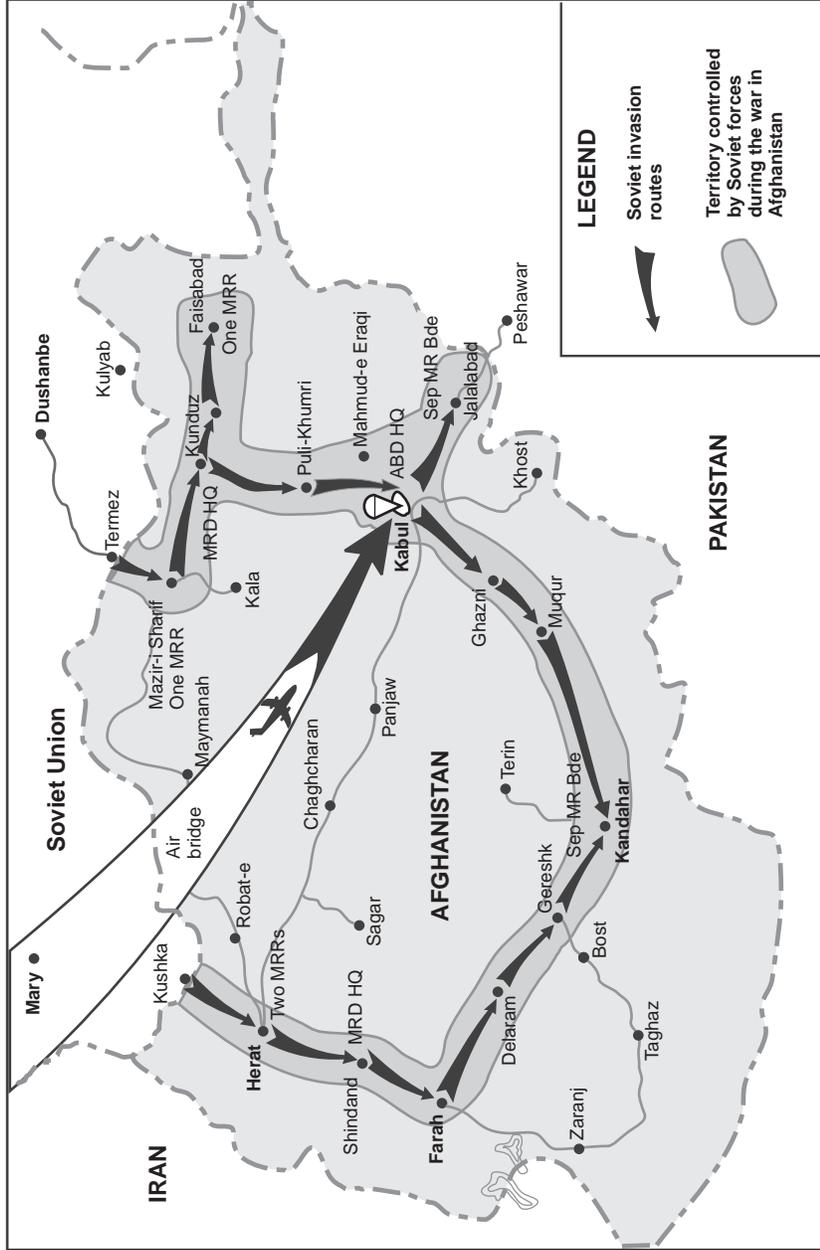 Soviet Union
Mary
Dushanbe
Kulyab
Termez
Kushka
Air
bridge
Maymanah
Mazir-i Sharif
One MRR
Kunduz
MRD HQ
Faisabad
One MRR
Robat-e
Kala
Puli-Khumri
Mahmud-e Eraqi
Herat
Two MRRs
Chaghcharan
Sagar
Panjaw
Kabul
ABD HQ
Sep MR Bde
Jalalabad
Peshawar
IRAN
Shindand
MRD HQ
AFGHANISTAN
Ghazni
Khost
Farah
Delaram
Terin
Muqur
Gereshk
Sep MR Bde
Kandahar
Zaranj
Bost
Taghaz
PAKISTAN
LEGEND
Soviet invasion
routes
Territory controlled
by Soviet forces
during the war in
Afghanistan